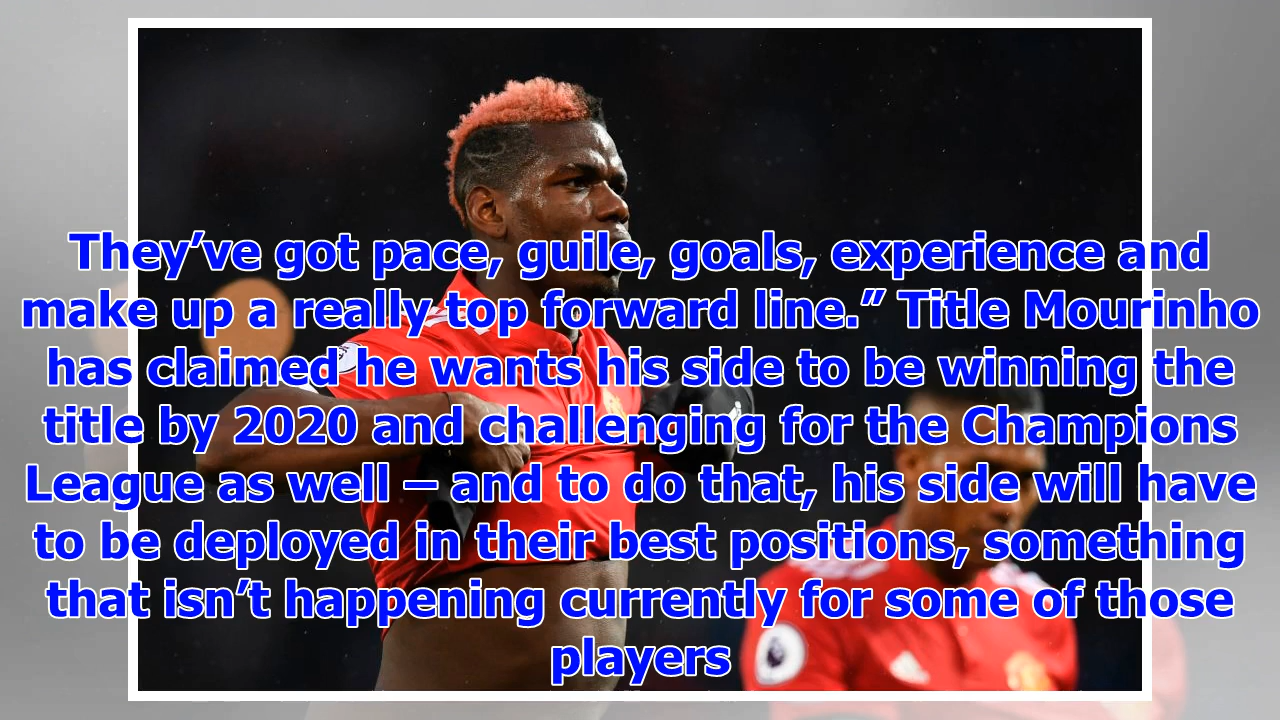 They’ve got pace, guile, goals, experience and
make up a really top forward line.” Title Mourinho
has claimed he wants his side to be winning the
title by 2020 and challenging for the Champions
League as well – and to do that, his side will have
to be deployed in their best positions, something
that isn’t happening currently for some of those
players